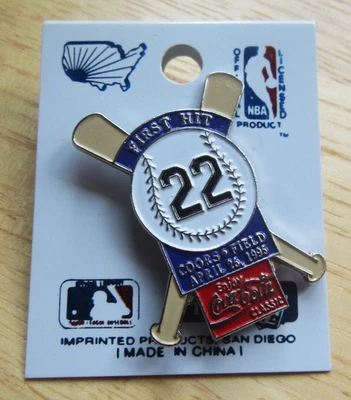 OFFICIAL
LICENSED
NBA
PRODUCT
™
FIRST HIT
22
COORS • FIELD
APRIL 26, 1995
Enjoy
Coca-Cola
CLASSIC
IMPRINTED PRODUCTS, SAN DIEGO
( MADE IN CHINA )